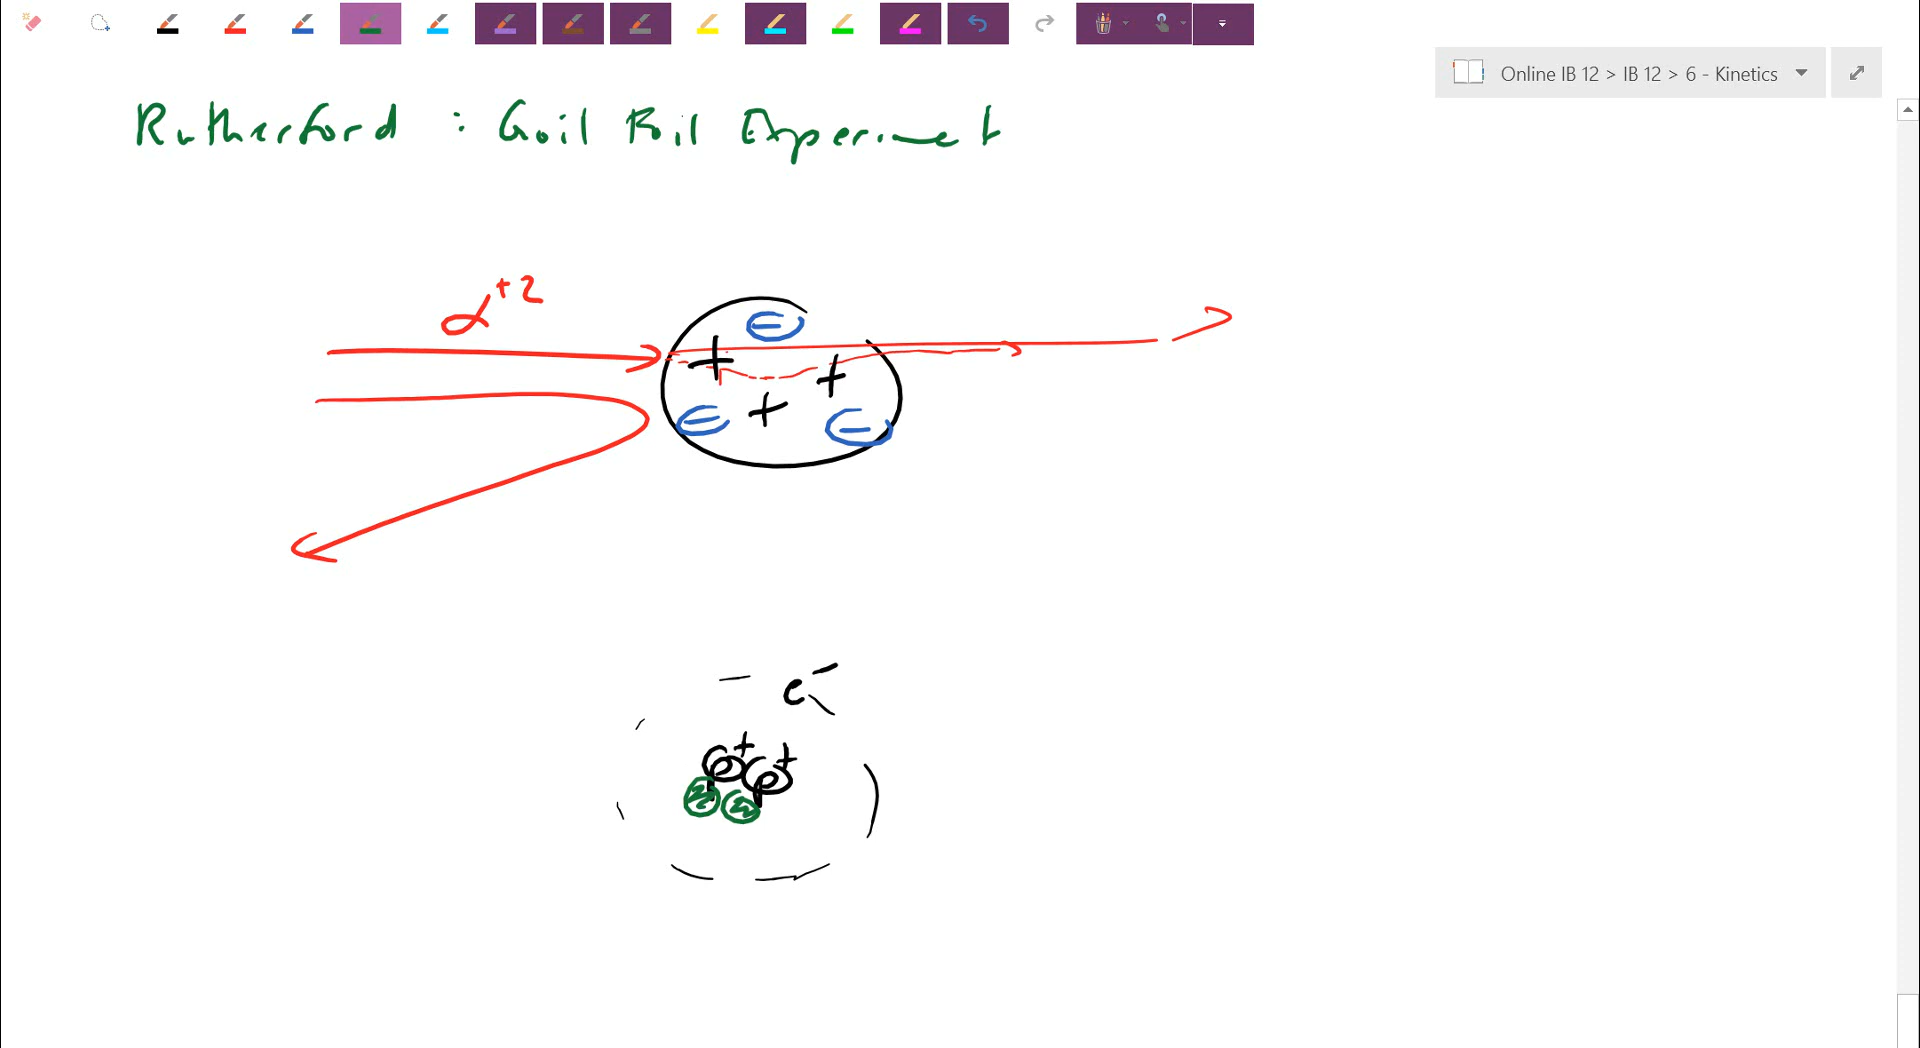 Online IB 12 > IB 12 > 6 - Kinetics
Rutherford : Goil Foil Experiment
α+2
⊖
+
+
⊖ + ⊖
e-
p+ p+